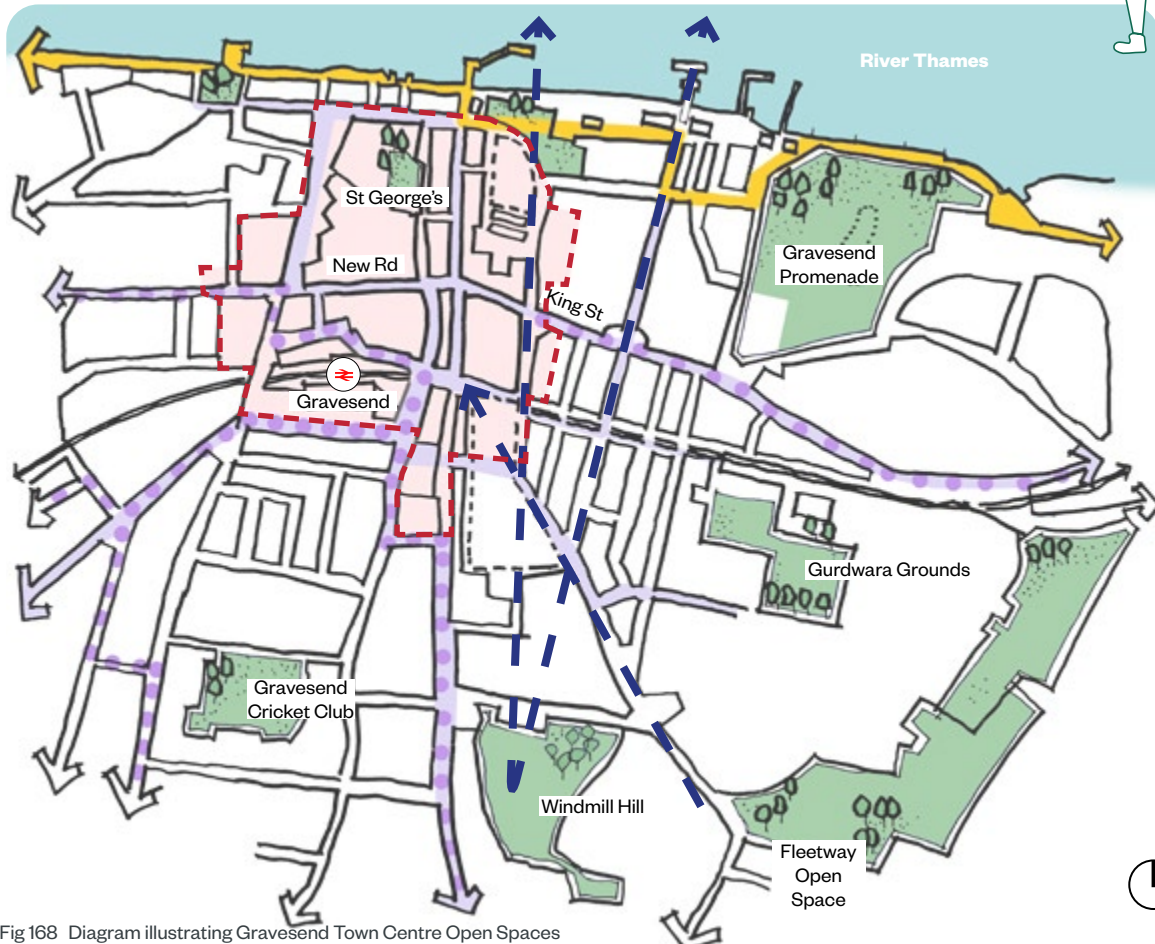 River Thames
St George's
New Rd
King St
Gravesend
Promenade
Gravesend
Gurdwara Grounds
Gravesend
Cricket Club
Windmill Hill
Fleetway
Open
Space
Fig 168 Diagram illustrating Gravesend Town Centre Open Spaces